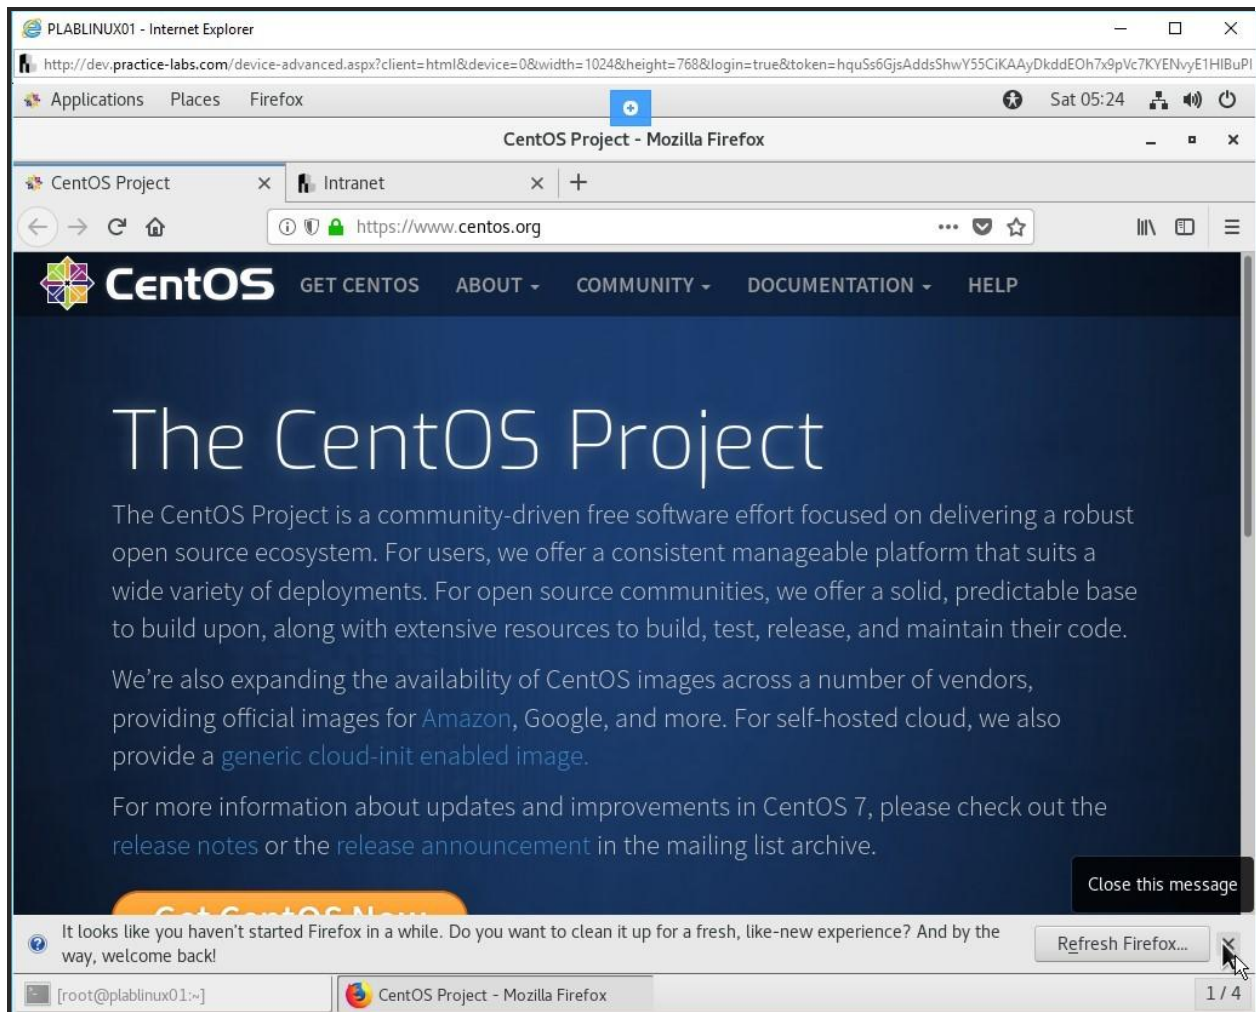 PLABLINUX01 - Internet Explorer
http://dev.practice-labs.com/device-advanced.aspx?client=html&device=0&width=1024&height=768&login=true&token=hquSs6GjsAddsShwY55CiKAAyDkddEOh7x9pVc7KYENvyE1HIBuPl
Applications Places Firefox Sat 05:24
CentOS Project - Mozilla Firefox
CentOS Project Intranet
https://www.centos.org
CentOS GET CENTOS ABOUT COMMUNITY DOCUMENTATION HELP
The CentOS Project
The CentOS Project is a community-driven free software effort focused on delivering a robust
open source ecosystem. For users, we offer a consistent manageable platform that suits a
wide variety of deployments. For open source communities, we offer a solid, predictable base
to build upon, along with extensive resources to build, test, release, and maintain their code.
We're also expanding the availability of CentOS images across a number of vendors,
providing official images for Amazon, Google, and more. For self-hosted cloud, we also
provide a generic cloud-init enabled image.
For more information about updates and improvements in CentOS 7, please check out the
release notes or the release announcement in the mailing list archive.
Close this message
Get CentOS Now
It looks like you haven't started Firefox in a while. Do you want to clean it up for a fresh, like-new experience? And by the
way, welcome back!
Refresh Firefox...
[root@plablinux01:~] CentOS Project - Mozilla Firefox 1 / 4